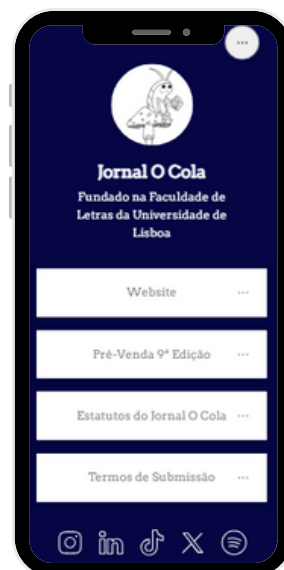 Jornal O Cola
Fundado na Faculdade de
Letras da Universidade de
Lisboa
Website
Pré-Venda 9ª Edição
Estatutos do Jornal O Cola
Termos de Submissão